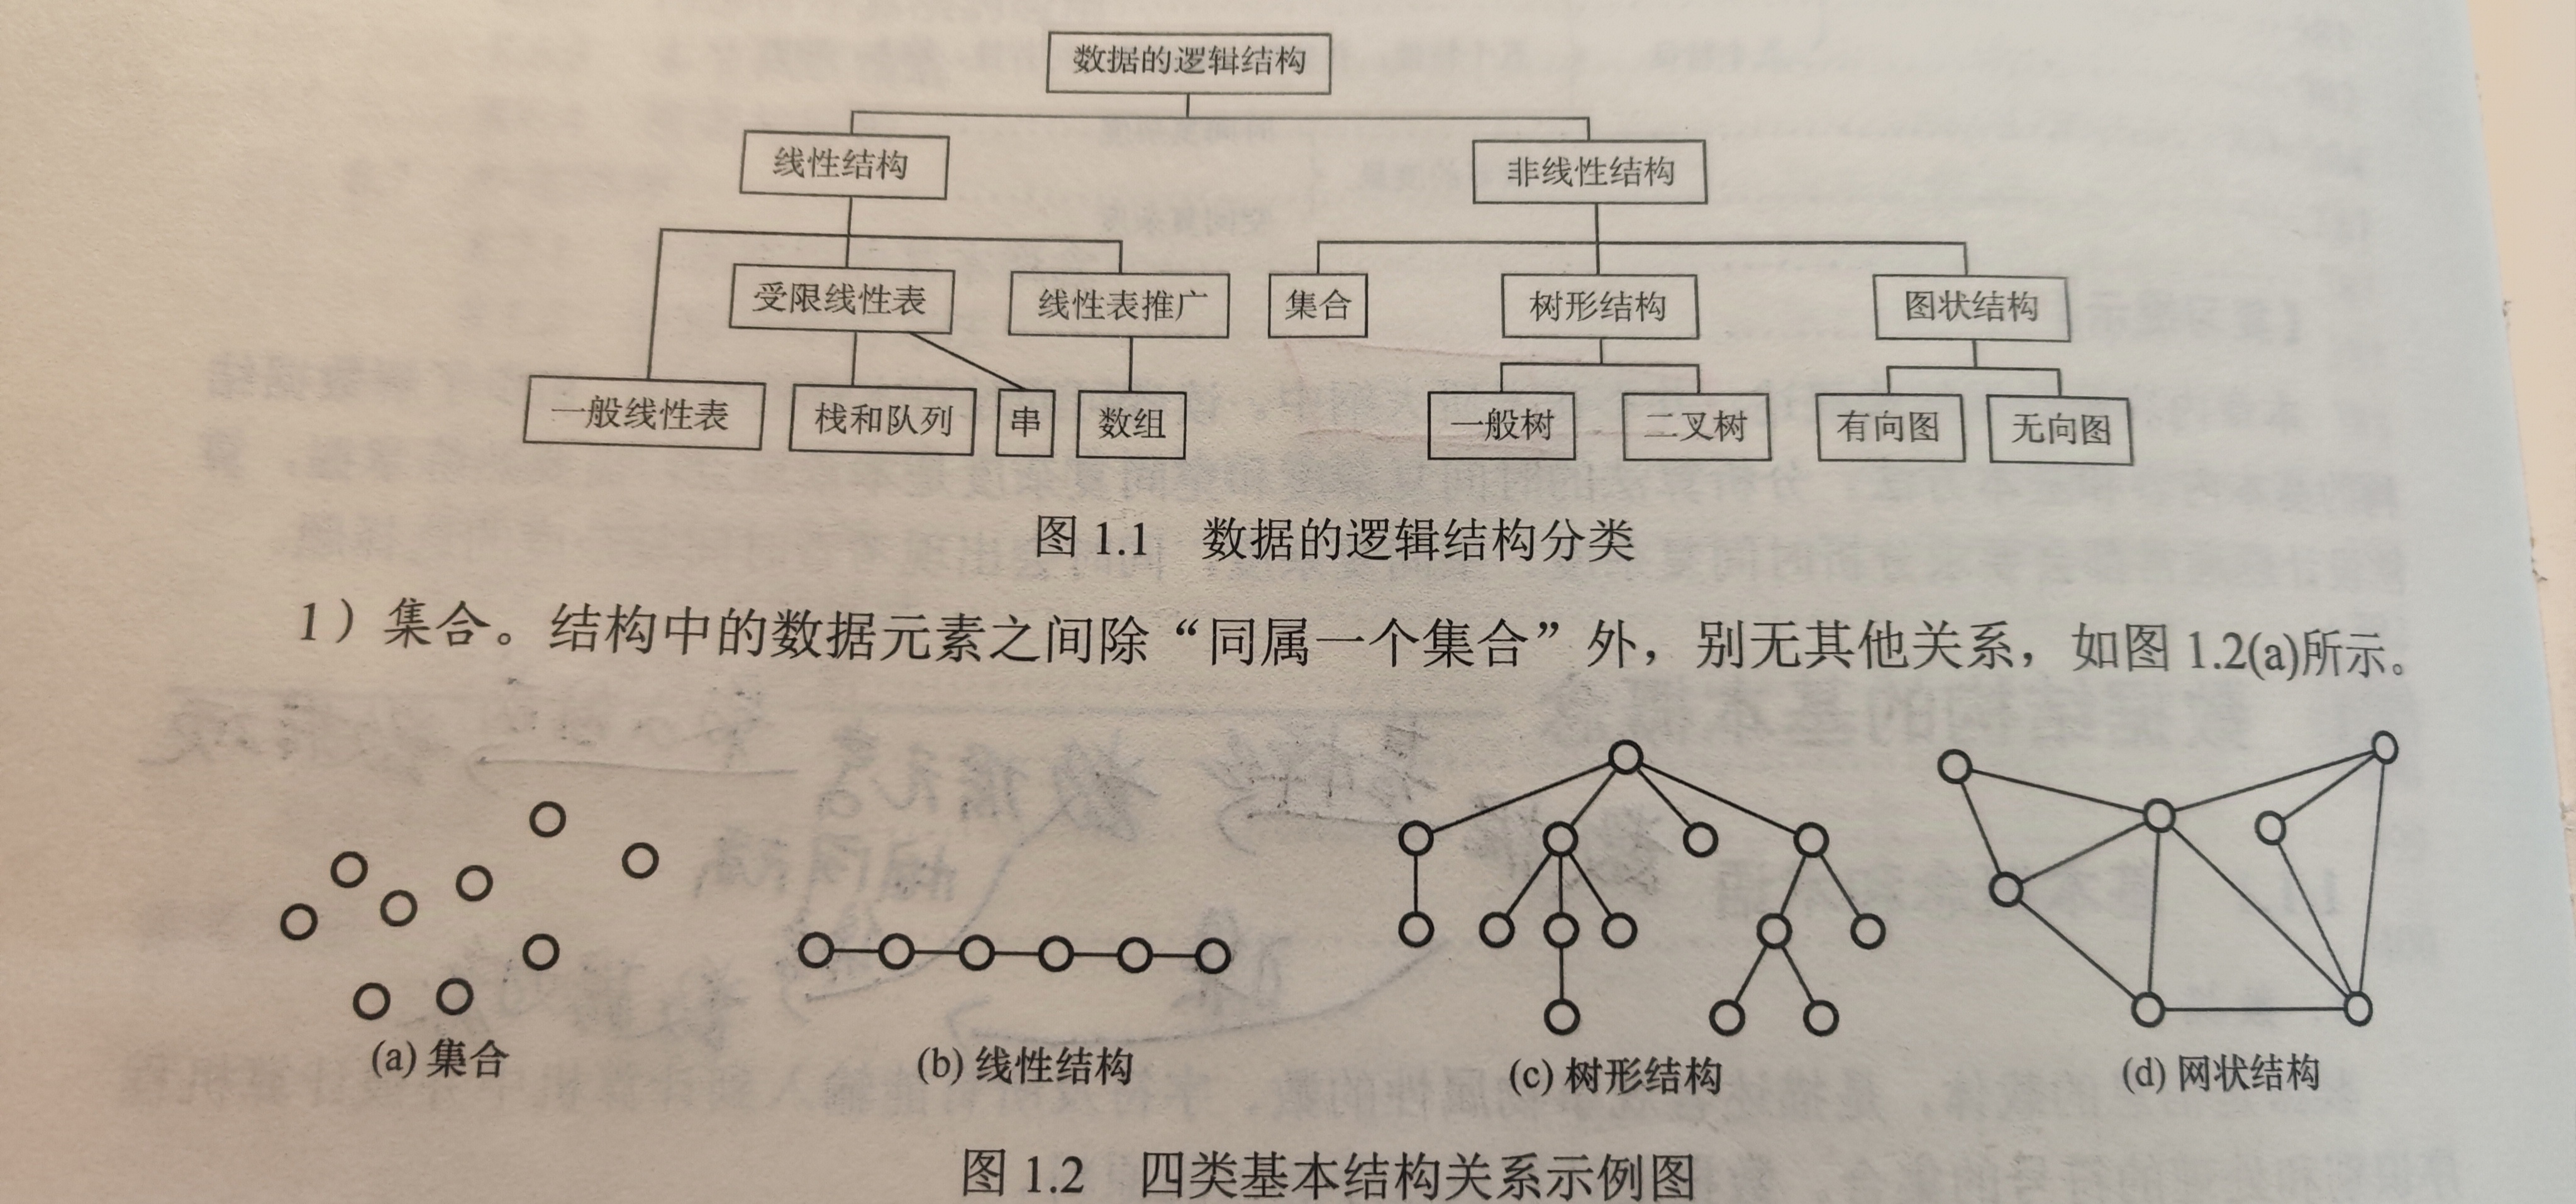 数据的逻辑结构
线性结构 非线性结构
受限线性表 线性表推广 集合 树形结构 图状结构
一般线性表 栈和队列 串 数组 一般树 二叉树 有向图 无向图
图 1.1 数据的逻辑结构分类
1）集合。结构中的数据元素之间除“同属一个集合”外，别无其他关系，如图 1.2(a)所示。
(a) 集合 (b) 线性结构 (c) 树形结构 (d) 网状结构
图 1.2 四类基本结构关系示例图